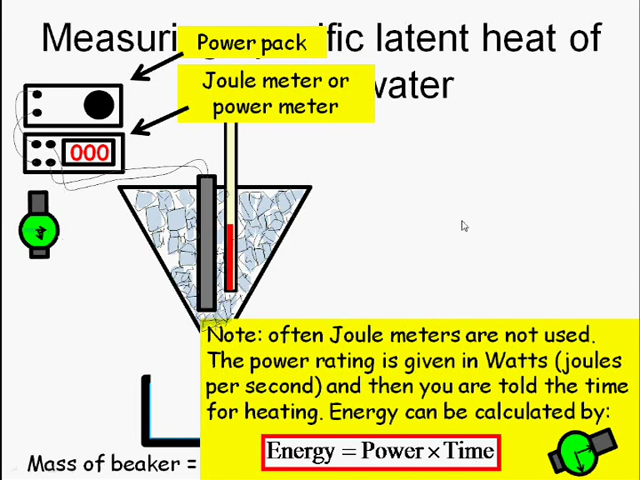 Measuring specific latent heat of
water
Power pack
Joule meter or
power meter
000
Note: often Joule meters are not used.
The power rating is given in Watts (joules
per second) and then you are told the time
for heating. Energy can be calculated by:
Energy = Power × Time
Mass of beaker =